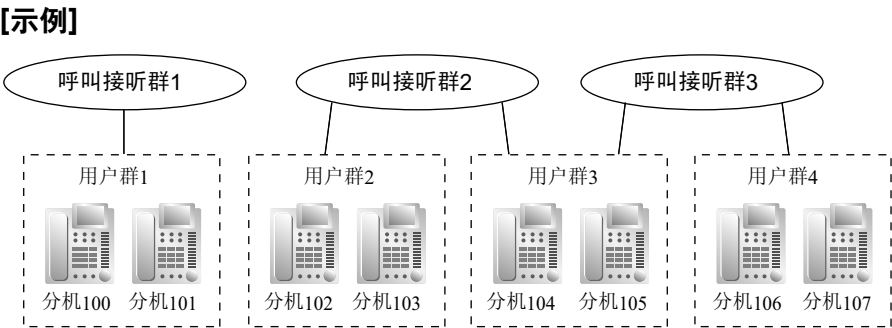 [示例]
呼叫接听群1 呼叫接听群2 呼叫接听群3
用户群1 用户群2 用户群3 用户群4
分机100 分机101 分机102 分机103 分机104 分机105 分机106 分机107